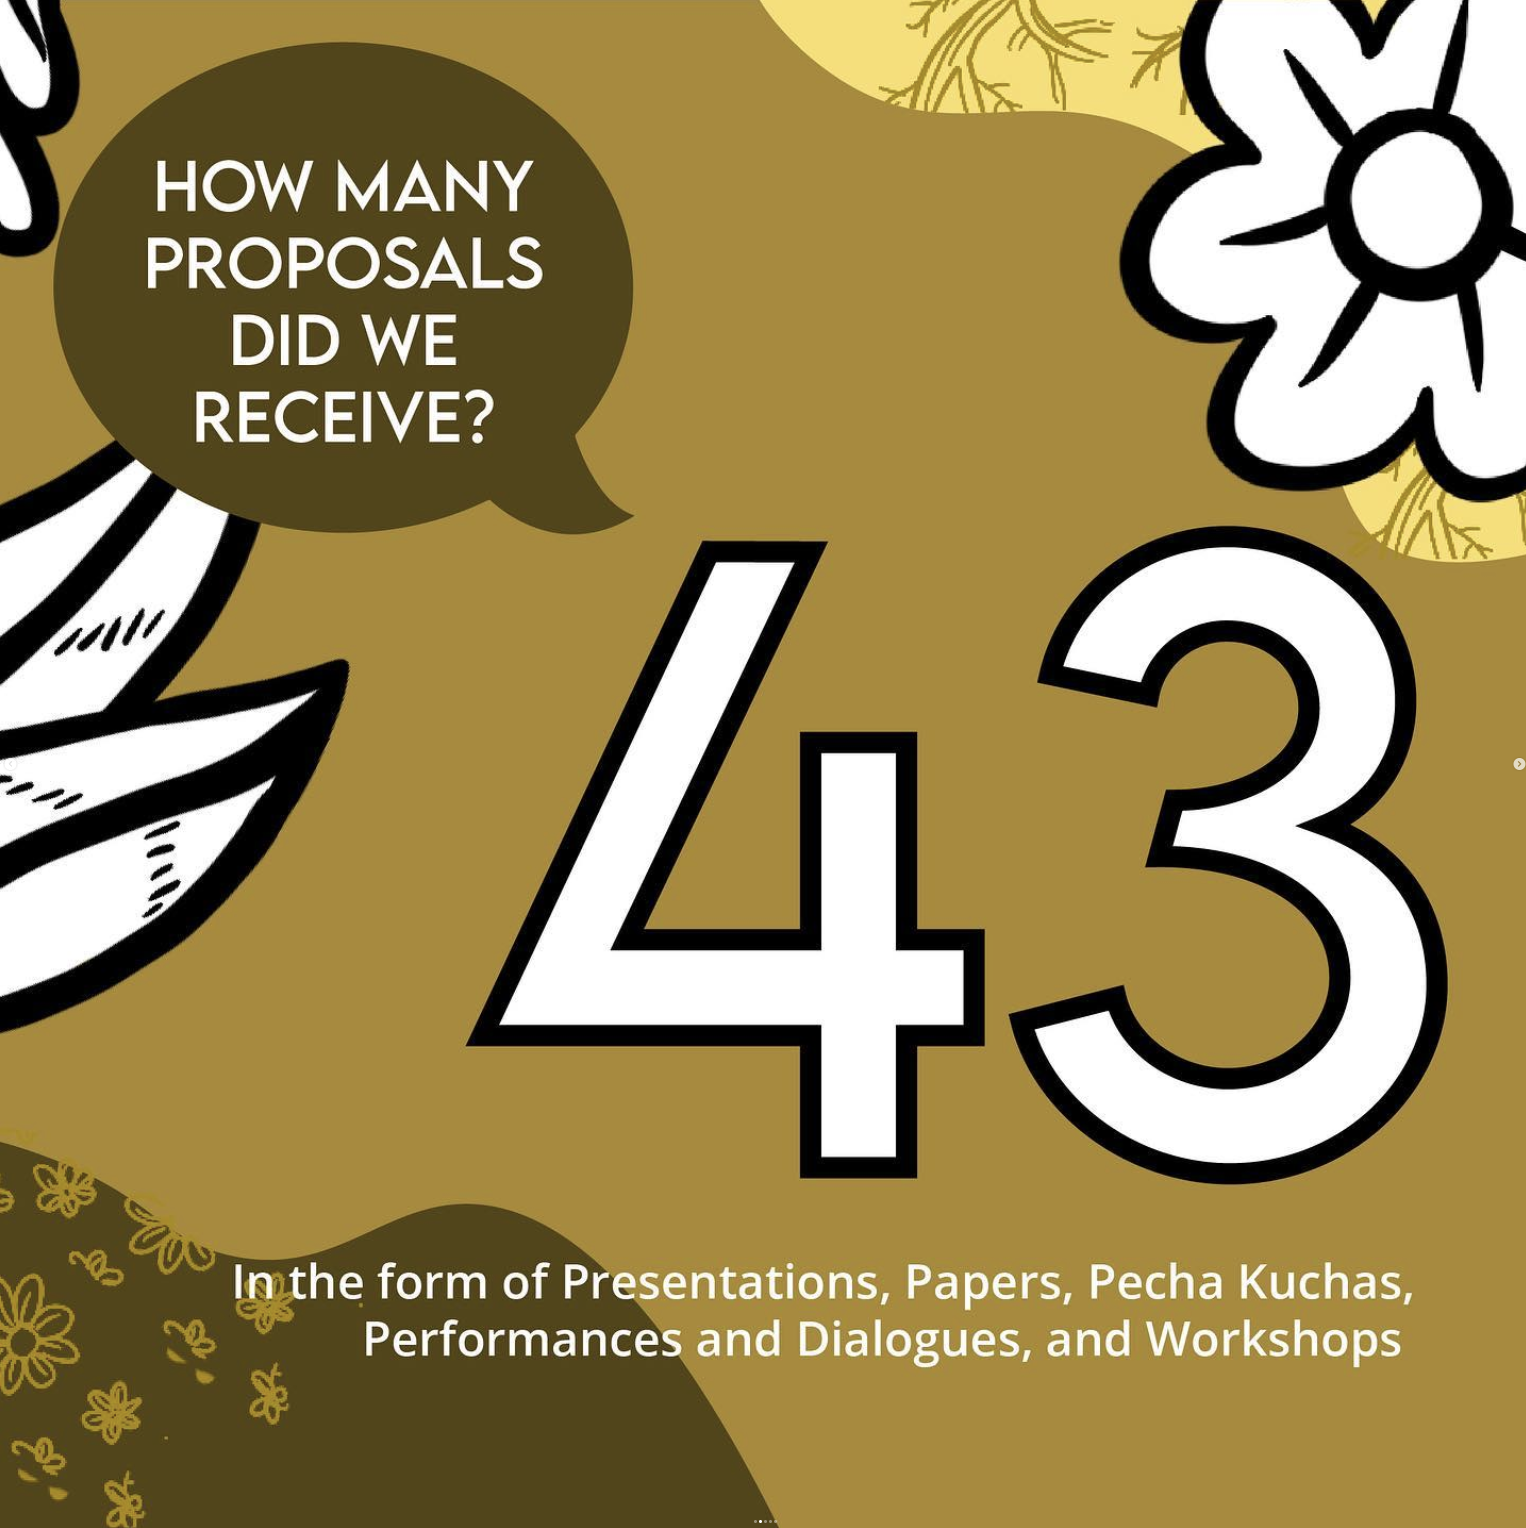 HOW MANY
PROPOSALS
DID WE
RECEIVE?
43
In the form of Presentations, Papers, Pecha Kuchas,
Performances and Dialogues, and Workshops